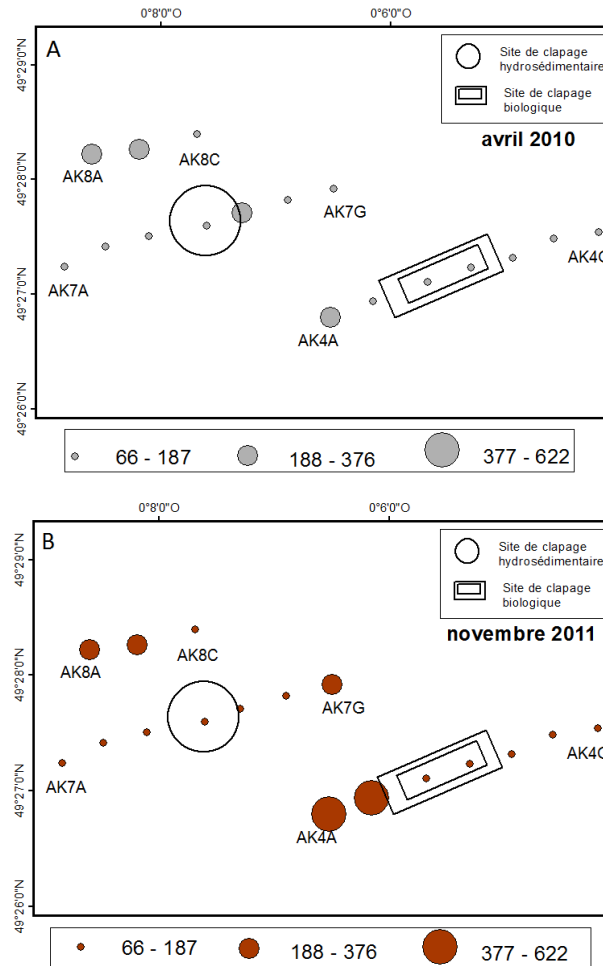 0°8'0"O 0°6'0"O
A
Site de clapage
hydrosédimentaire
Site de clapage
biologique
avril 2010
49°29'0"N
49°28'0"N
49°27'0"N
49°26'0"N
AK8A
AK8C
AK7G
AK7A
AK4G
AK4A
66 - 187 188 - 376 377 - 622
0°8'0"O 0°6'0"O
B
Site de clapage
hydrosédimentaire
Site de clapage
biologique
novembre 2011
49°29'0"N
49°28'0"N
49°27'0"N
49°26'0"N
AK8A
AK8C
AK7G
AK7A
AK4G
AK4A
66 - 187 188 - 376 377 - 622